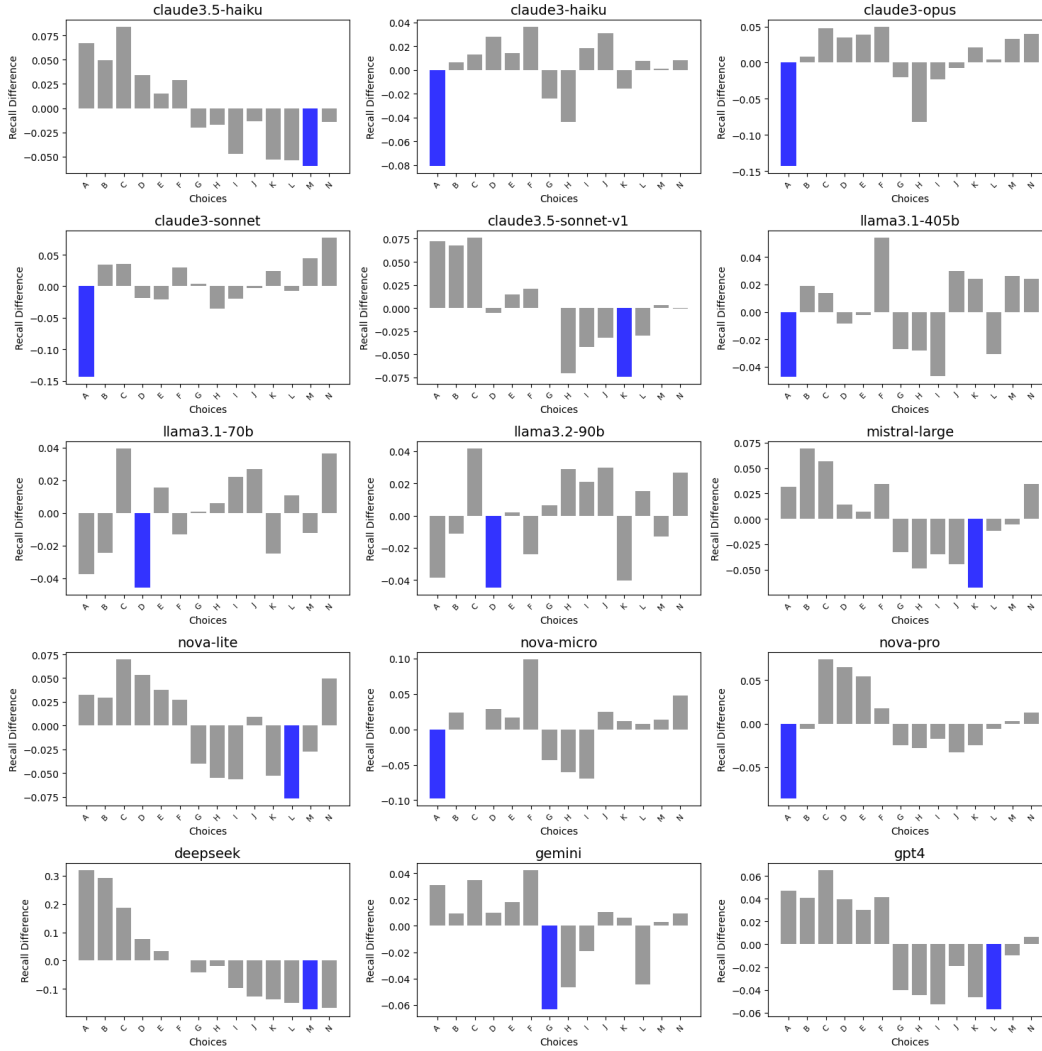 claude3.5-haiku
Recall Difference
0.075
0.050
0.025
0.000
−0.025
−0.050
A B C D E F G H I J K L M N
Choices
claude3-haiku
Recall Difference
0.04
0.02
0.00
−0.02
−0.04
−0.06
−0.08
A B C D E F G H I J K L M N
Choices
claude3-opus
Recall Difference
0.05
0.00
−0.05
−0.10
−0.15
A B C D E F G H I J K L M N
Choices
claude3-sonnet
Recall Difference
0.05
0.00
−0.05
−0.10
−0.15
A B C D E F G H I J K L M N
Choices
claude3.5-sonnet-v1
Recall Difference
0.075
0.050
0.025
0.000
−0.025
−0.050
−0.075
A B C D E F G H I J K L M N
Choices
llama3.1-405b
Recall Difference
0.04
0.02
0.00
−0.02
−0.04
A B C D E F G H I J K L M N
Choices
llama3.1-70b
Recall Difference
0.04
0.02
0.00
−0.02
−0.04
A B C D E F G H I J K L M N
Choices
llama3.2-90b
Recall Difference
0.04
0.02
0.00
−0.02
−0.04
A B C D E F G H I J K L M N
Choices
mistral-large
Recall Difference
0.075
0.050
0.025
0.000
−0.025
−0.050
A B C D E F G H I J K L M N
Choices
nova-lite
Recall Difference
0.075
0.050
0.025
0.000
−0.025
−0.050
−0.075
A B C D E F G H I J K L M N
Choices
nova-micro
Recall Difference
0.10
0.05
0.00
−0.05
−0.10
A B C D E F G H I J K L M N
Choices
nova-pro
Recall Difference
0.05
0.00
−0.05
A B C D E F G H I J K L M N
Choices
deepseek
Recall Difference
0.3
0.2
0.1
0.0
−0.1
A B C D E F G H I J K L M N
Choices
gemini
Recall Difference
0.04
0.02
0.00
−0.02
−0.04
−0.06
A B C D E F G H I J K L M N
Choices
gpt4
Recall Difference
0.06
0.04
0.02
0.00
−0.02
−0.04
−0.06
A B C D E F G H I J K L M N
Choices